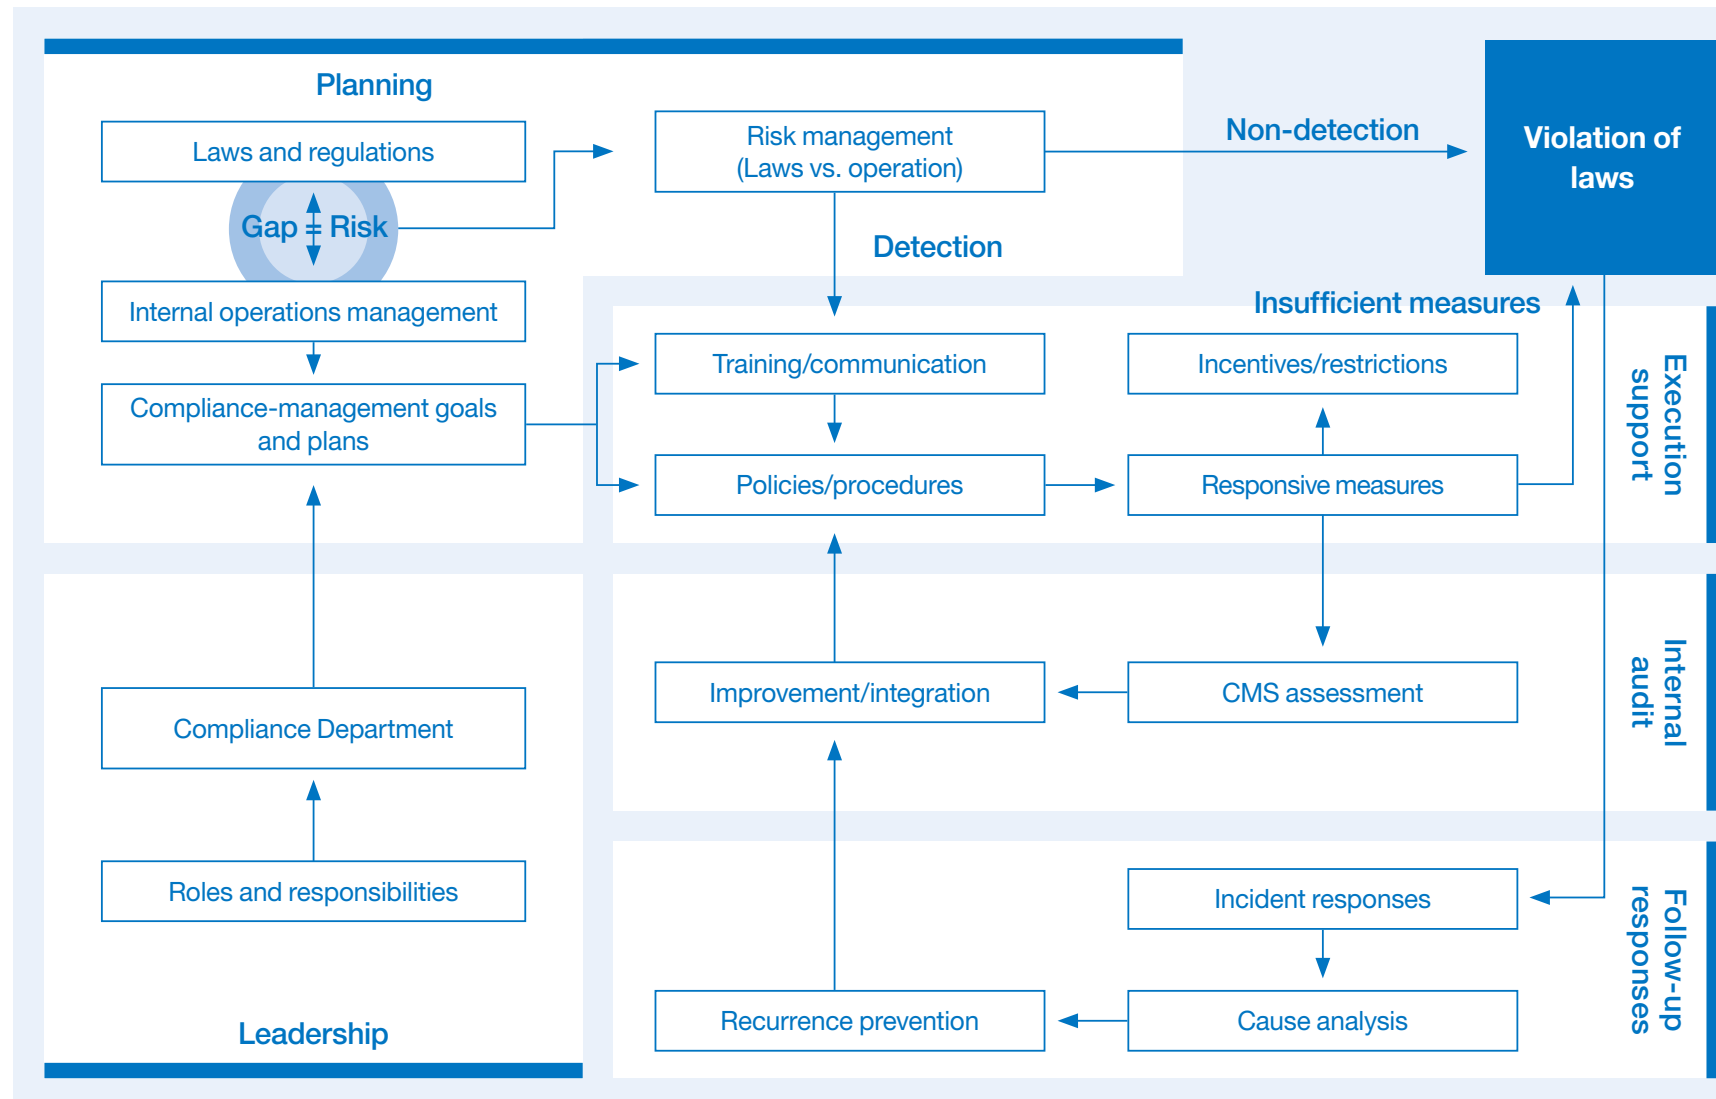 Planning
Laws and regulations
Gap = Risk
Internal operations management
Compliance-management goals
and plans
Risk management
(Laws vs. operation)
Non-detection
Violation of
laws
Detection
Insufficient measures
Training/communication
Incentives/restrictions
Policies/procedures
Responsive measures
Execution
support
Compliance Department
Roles and responsibilities
Leadership
Improvement/integration
CMS assessment
Internal
audit
Incident responses
Recurrence prevention
Cause analysis
Follow-up
responses